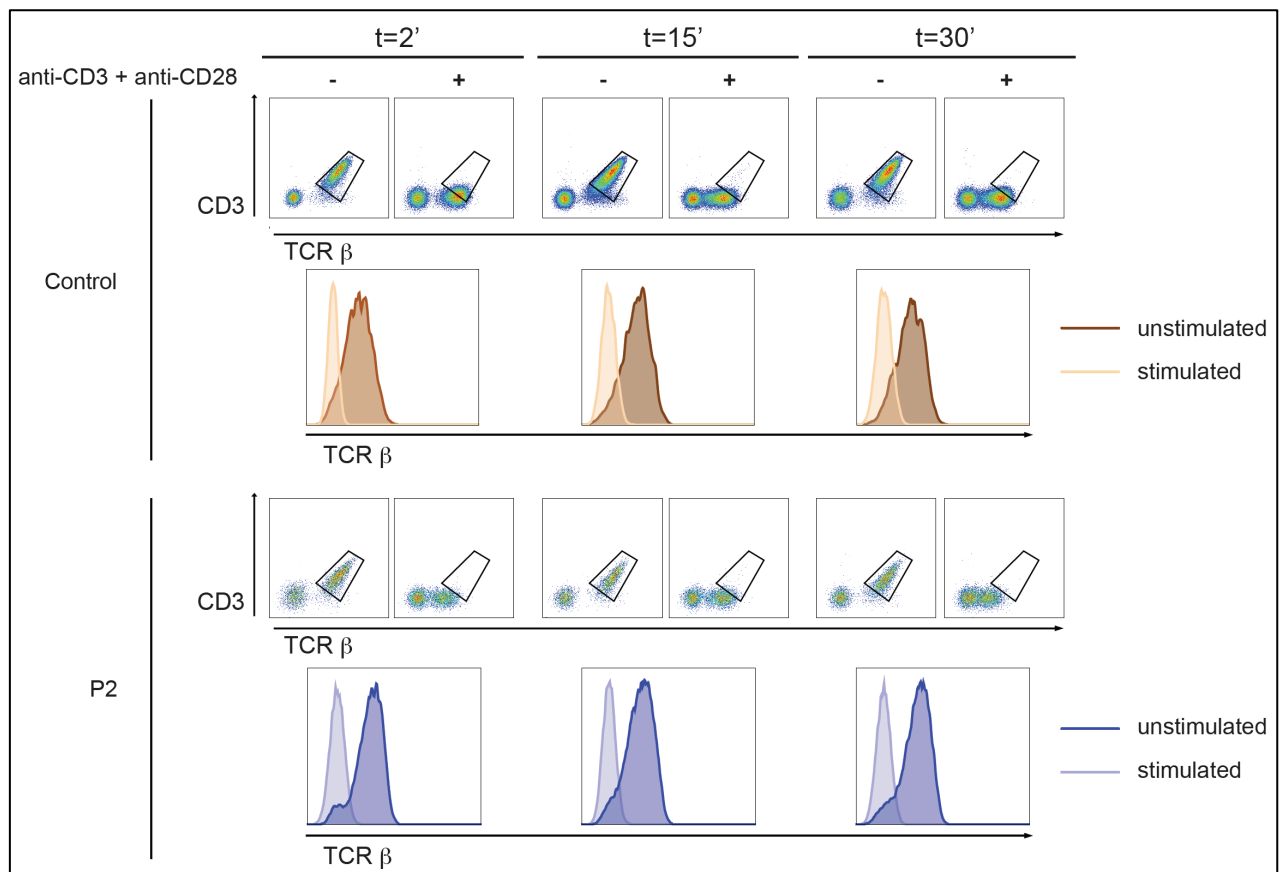 t=2’ t=15’ t=30’
anti-CD3 + anti-CD28 - + - + - +
CD3
TCR β
Control
unstimulated
stimulated
TCR β
CD3
TCR β
P2
unstimulated
stimulated
TCR β